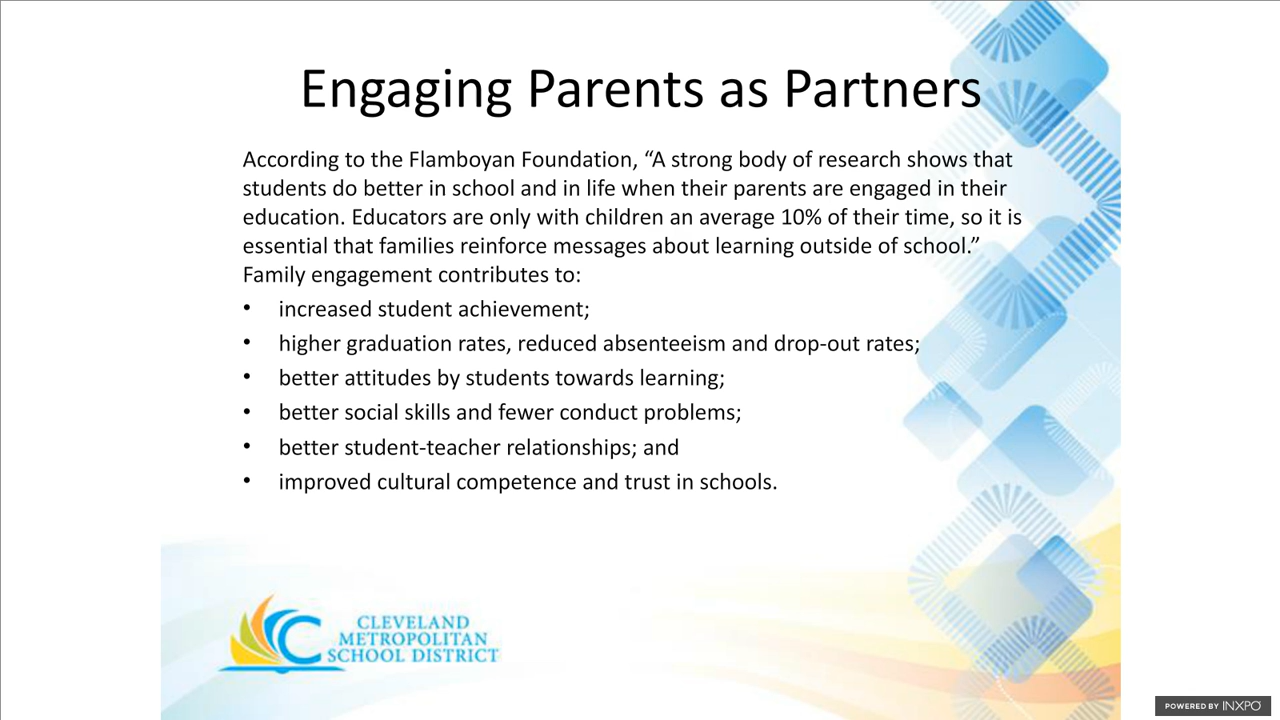 Engaging Parents as Partners
According to the Flamboyan Foundation, “A strong body of research shows that
students do better in school and in life when their parents are engaged in their
education. Educators are only with children an average 10% of their time, so it is
essential that families reinforce messages about learning outside of school.”
Family engagement contributes to:
• increased student achievement;
• higher graduation rates, reduced absenteeism and drop-out rates;
• better attitudes by students towards learning;
• better social skills and fewer conduct problems;
• better student-teacher relationships; and
• improved cultural competence and trust in schools.
CLEVELAND
METROPOLITAN
SCHOOL DISTRICT
POWERED BY INXPO